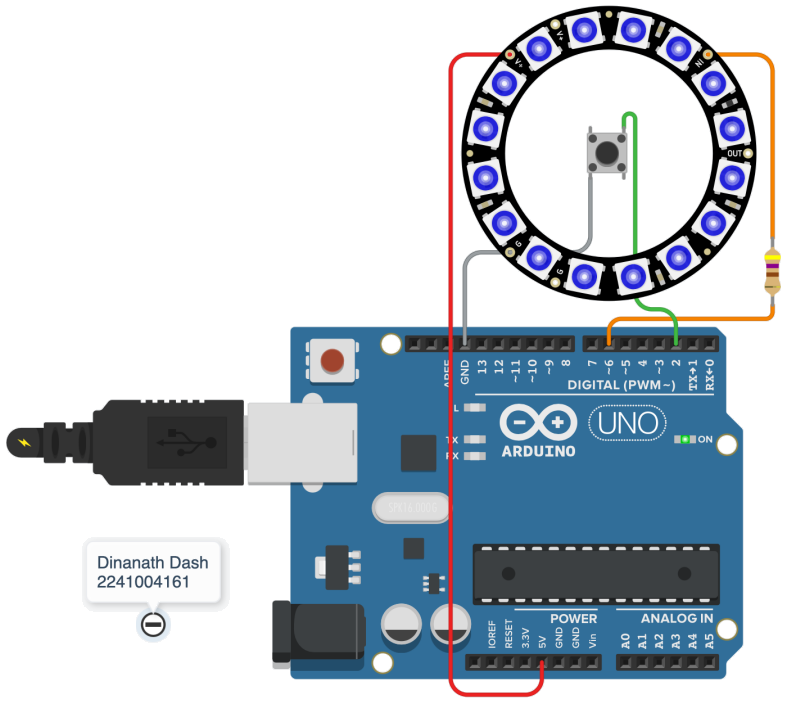 V+
V+
IN
OUT
G
G
AREF
GND
13
12
~11
~10
~9
8
7
~6
~5
4
~3
2
TX→1
RX←0
DIGITAL (PWM~)
L
TX
RX
ARDUINO
UNO
ON
Dinanath Dash
2241004161
POWER
ANALOG IN
IOREF
RESET
3.3V
5V
GND
GND
Vin
A0
A1
A2
A3
A4
A5